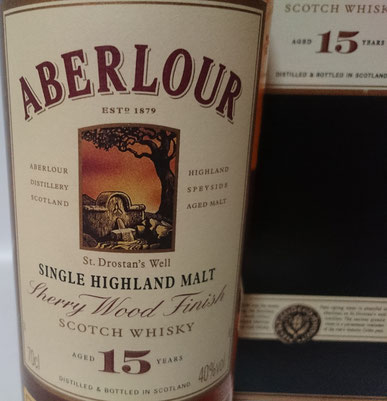 ABERLOUR
ESTD 1879
ABERLOUR
DISTILLERY
SCOTLAND
HIGHLAND
SPEYSIDE
AGED MALT
St. Drostan's Well
SINGLE HIGHLAND MALT
Sherry Wood Finish
SCOTCH WHISKY
70cl
AGED 15 YEARS
40%vol
DISTILLED & BOTTLED IN SCOTLAND
SCOTCH WHISK
AGED 15 YEARS
DISTILLED & BOTTLED IN SCOTLAND